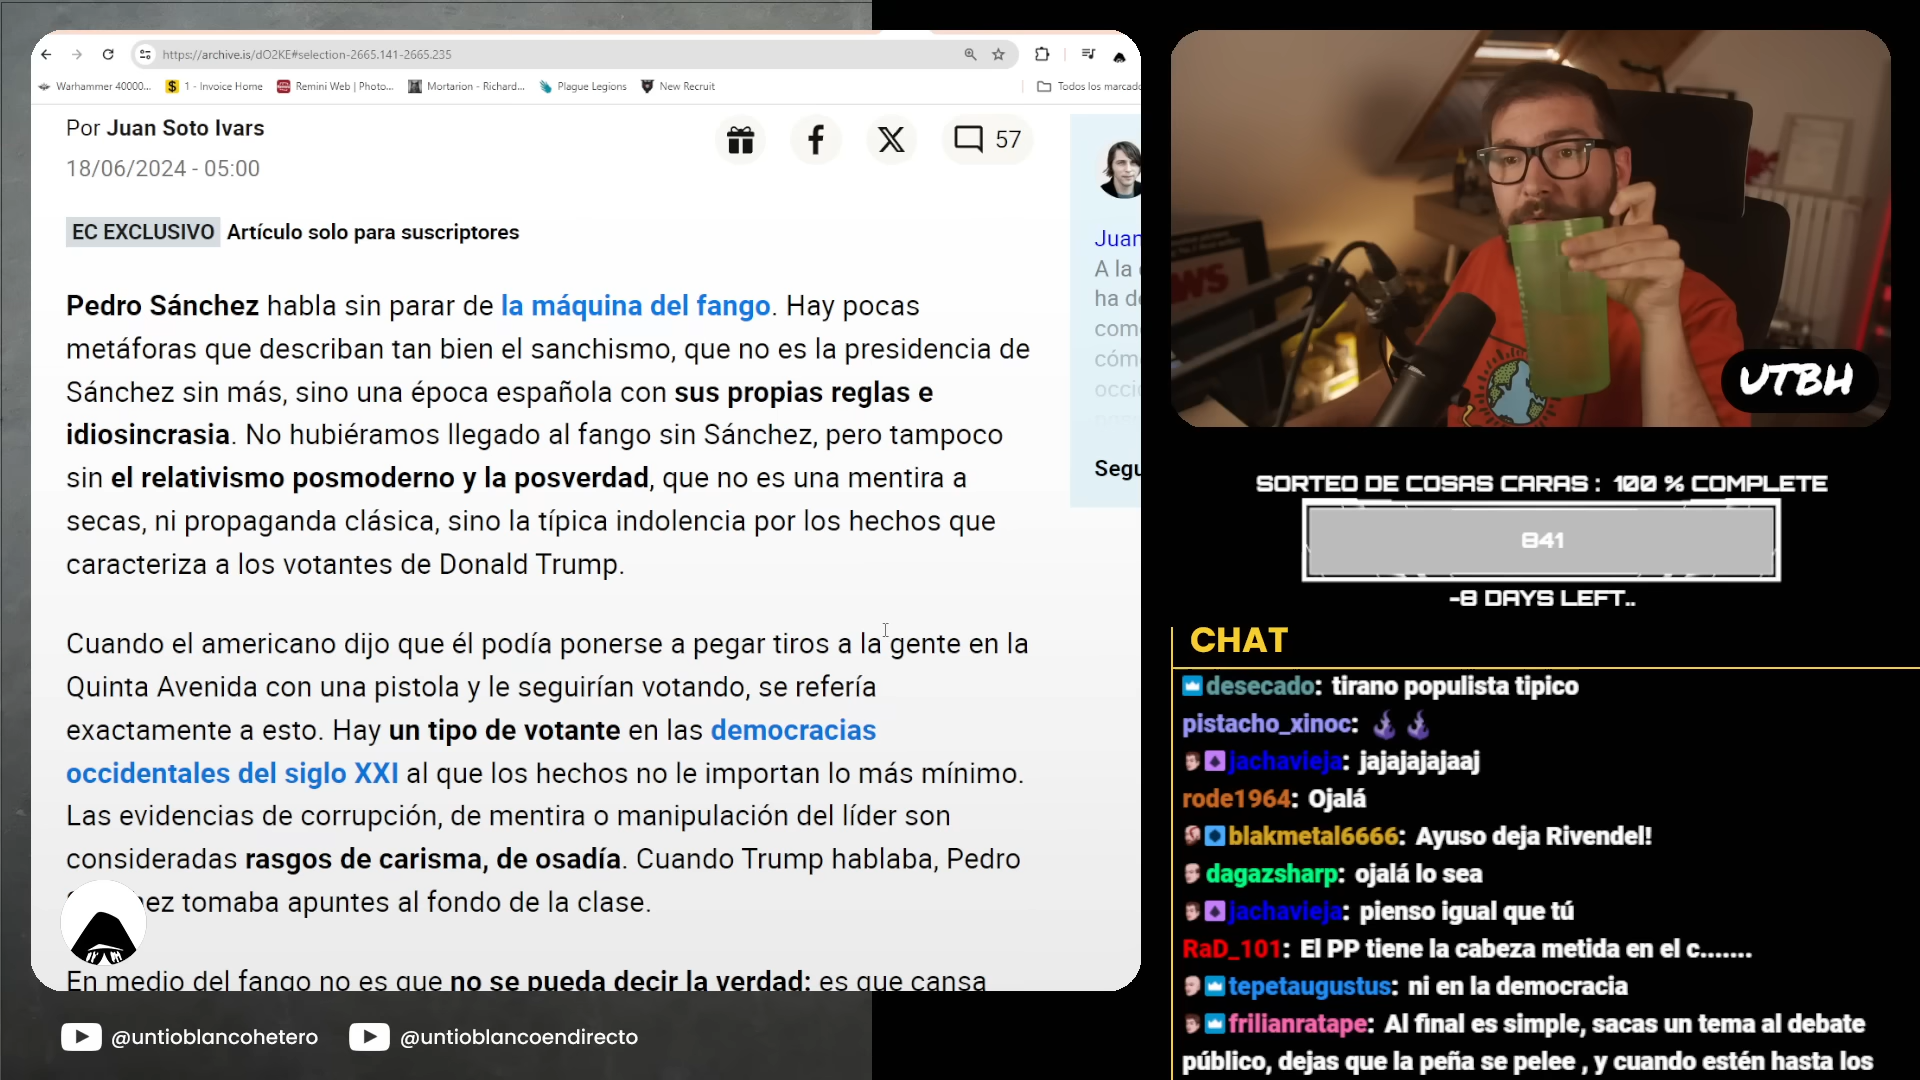 https://archive.is/dO2KE#selection-2665.141-2665.235
Warhammer 40000... 1 - Invoice Home Remini Web | Photo... Mortarion - Richard... Plague Legions New Recruit Todos los marcado
Por Juan Soto Ivars
57
18/06/2024 - 05:00
EC EXCLUSIVO Artículo solo para suscriptores
Pedro Sánchez habla sin parar de la máquina del fango. Hay pocas
metáforas que describan tan bien el sanchismo, que no es la presidencia de
Sánchez sin más, sino una época española con sus propias reglas e
idiosincrasia. No hubiéramos llegado al fango sin Sánchez, pero tampoco
sin el relativismo posmoderno y la posverdad, que no es una mentira a
secas, ni propaganda clásica, sino la típica indolencia por los hechos que
caracteriza a los votantes de Donald Trump.
Cuando el americano dijo que él podía ponerse a pegar tiros a la gente en la
Quinta Avenida con una pistola y le seguirían votando, se refería
exactamente a esto. Hay un tipo de votante en las democracias
occidentales del siglo XXI al que los hechos no le importan lo más mínimo.
Las evidencias de corrupción, de mentira o manipulación del líder son
consideradas rasgos de carisma, de osadía. Cuando Trump hablaba, Pedro
ez tomaba apuntes al fondo de la clase.
En medio del fango no es que no se pueda decir la verdad: es que cansa
Juan
A la
ha d
com
cóm
occi
Segu
@untioblancohetero @untioblancoendirecto
UTBH
SORTEO DE COSAS CARAS : 100 % COMPLETE
841
-8 DAYS LEFT..
CHAT
desecado: tirano populista tipico
pistacho_xinoc:
jachavieja: jajajajajaaj
rode1964: Ojalá
blakmetal6666: Ayuso deja Rivendel!
dagazsharp: ojalá lo sea
jachavieja: pienso igual que tú
RaD_101: El PP tiene la cabeza metida en el c.......
tepetaugustus: ni en la democracia
frilianratape: Al final es simple, sacas un tema al debate
público, dejas que la peña se pelee , y cuando estén hasta los